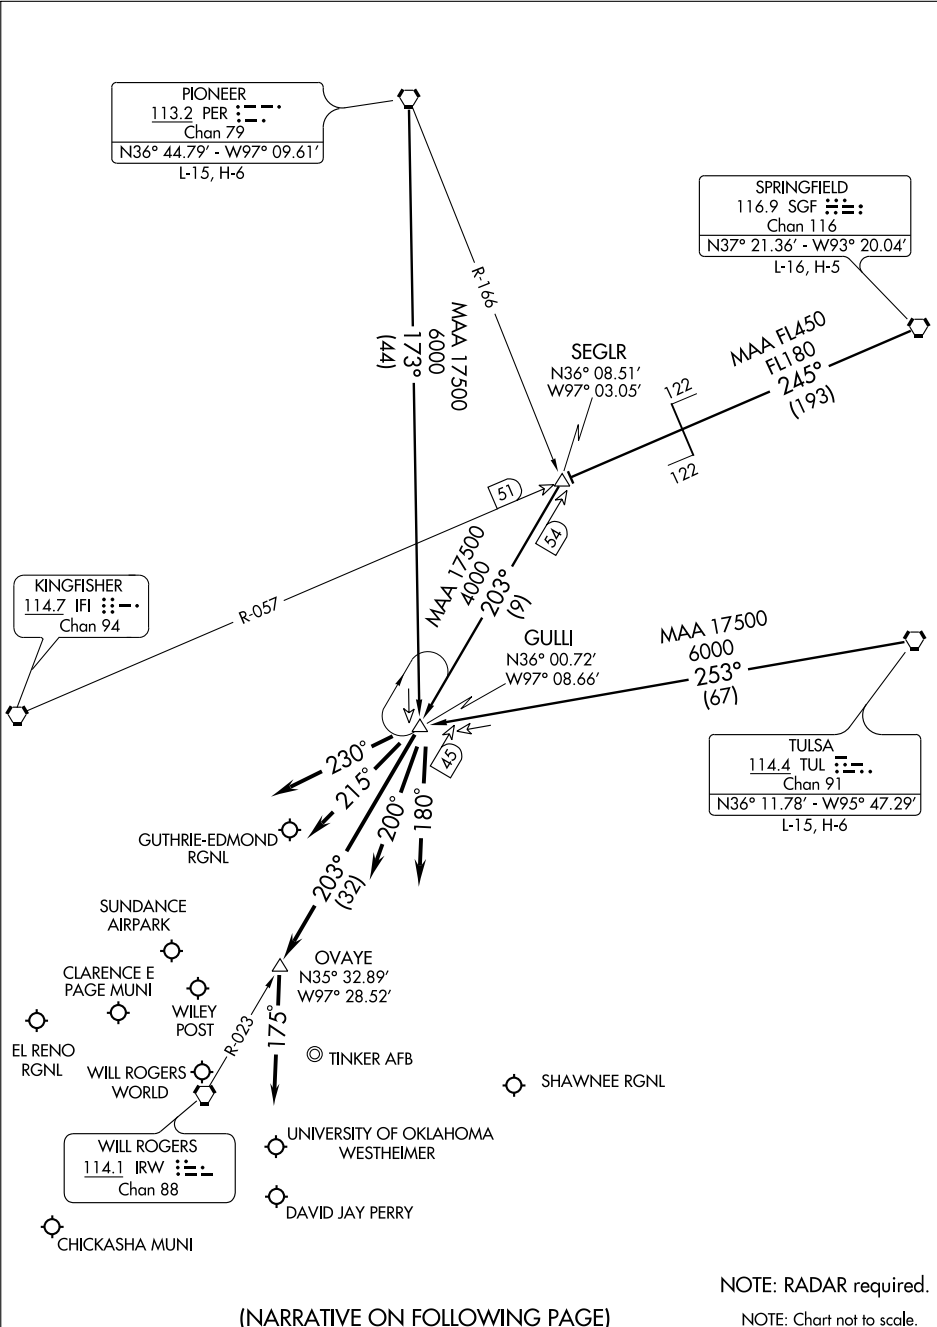 PIONEER
113.2 PER
Chan 79
N36° 44.79′ - W97° 09.61′
L-15, H-6
SPRINGFIELD
116.9 SGF
Chan 116
N37° 21.36′ - W93° 20.04′
L-16, H-5
R-166
MAA 17500
6000
173°
(44)
MAA FL450
FL180
245°
(193)
122
122
SEGLR
N36° 08.51′
W97° 03.05′
51
54
MAA 17500
4000
203°
(9)
KINGFISHER
114.7 IFI
Chan 94
R-057
GULLI
N36° 00.72′
W97° 08.66′
MAA 17500
6000
253°
(67)
45
TULSA
114.4 TUL
Chan 91
N36° 11.78′ - W95° 47.29′
L-15, H-6
230°
215°
200°
180°
203°
(32)
GUTHRIE-EDMOND
RGNL
SUNDANCE
AIRPARK
CLARENCE E
PAGE MUNI
WILEY
POST
EL RENO
RGNL
OVAYE
N35° 32.89′
W97° 28.52′
R-023
175°
TINKER AFB
WILL ROGERS
WORLD
SHAWNEE RGNL
WILL ROGERS
114.1 IRW
Chan 88
UNIVERSITY OF OKLAHOMA
WESTHEIMER
DAVID JAY PERRY
CHICKASHA MUNI
NOTE: RADAR required.
(NARRATIVE ON FOLLOWING PAGE)
NOTE: Chart not to scale.